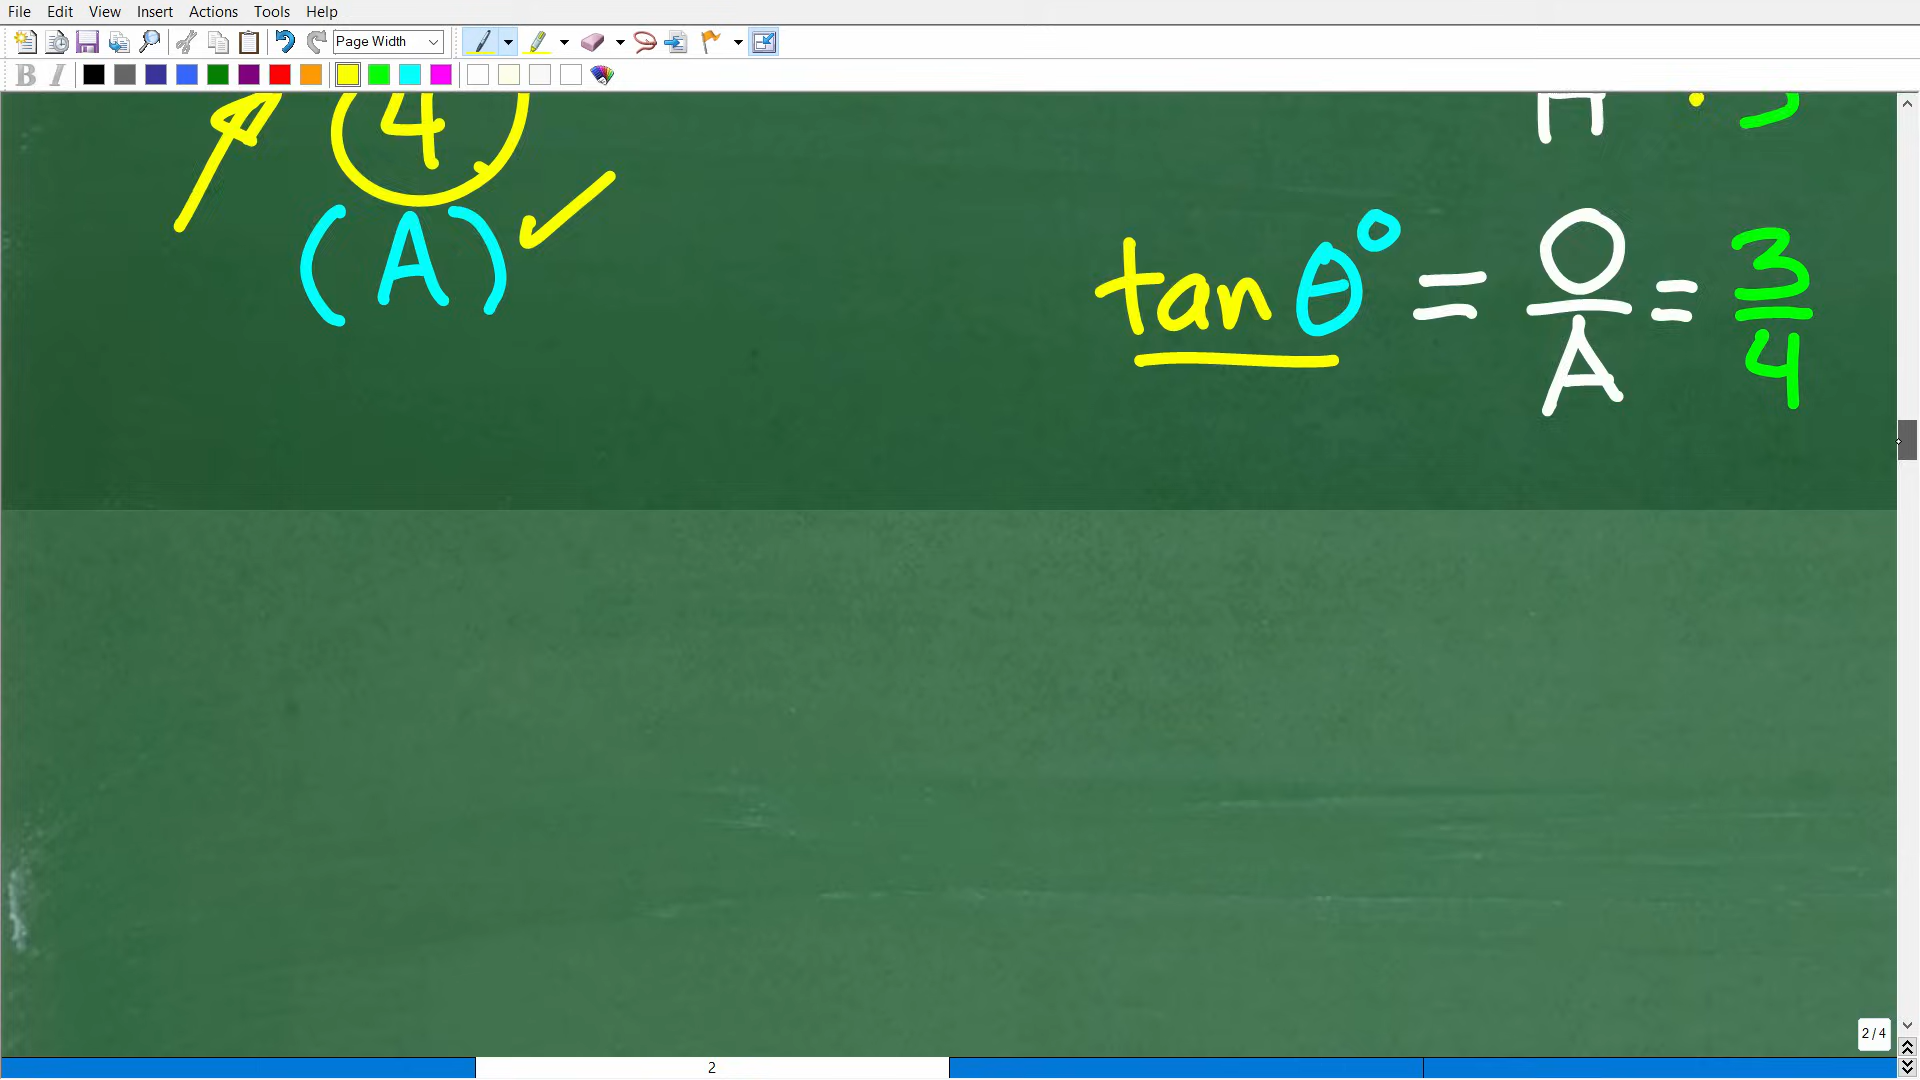 File Edit View Insert Actions Tools Help
Page Width
B I
4
(A)
tan θ° = O/A = 3/4
2 / 4
2